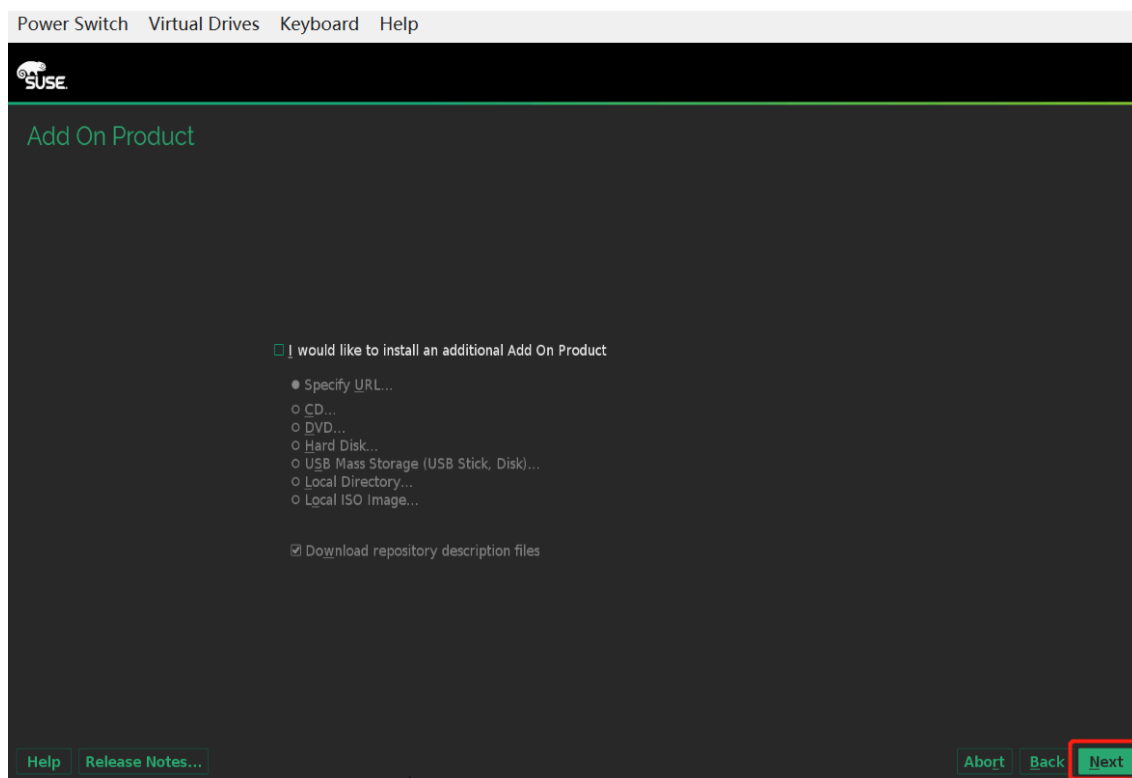 Power Switch Virtual Drives Keyboard Help
SUSE.
Add On Product
I would like to install an additional Add On Product
Specify URL...
CD...
DVD...
Hard Disk...
USB Mass Storage (USB Stick, Disk)...
Local Directory...
Local ISO Image...
Download repository description files
Help Release Notes... Abort Back Next